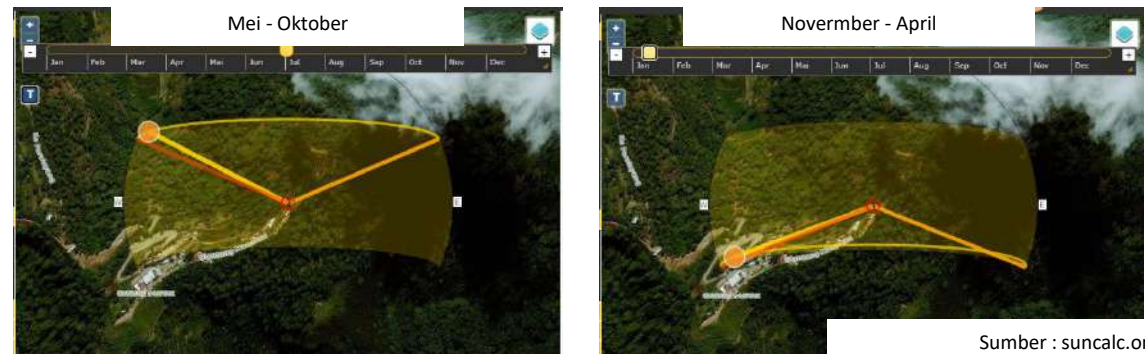 Mei - Oktober
+
-
- +
Jan Feb Mar Apr Mei Jun Jul Aug Sep Oct Nov Dec
T
W E
Novermber - April
+
-
- +
Jan Feb Mar Apr Mei Jun Jul Aug Sep Oct Nov Dec
T
W E
Sumber : suncalc.o